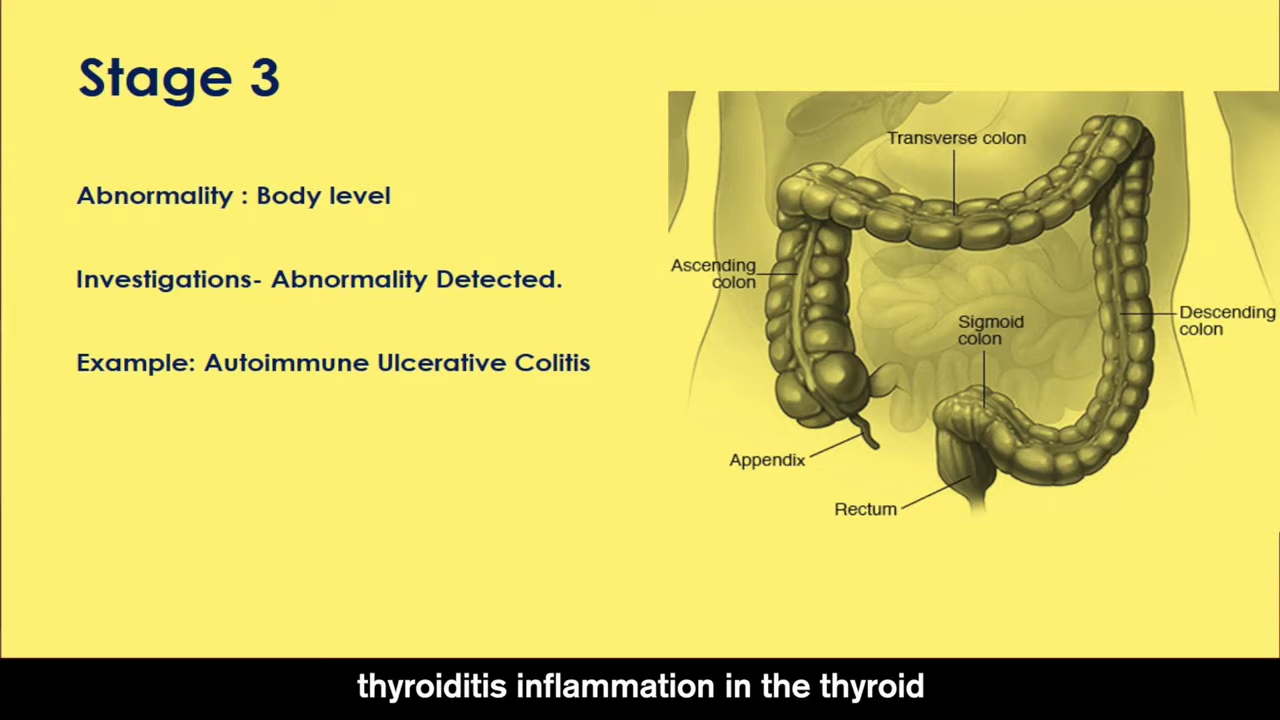 Stage 3
Abnormality : Body level
Investigations- Abnormality Detected.
Example: Autoimmune Ulcerative Colitis
Transverse colon
Ascending
colon
Sigmoid
colon
Descending
colon
Appendix
Rectum
thyroiditis inflammation in the thyroid